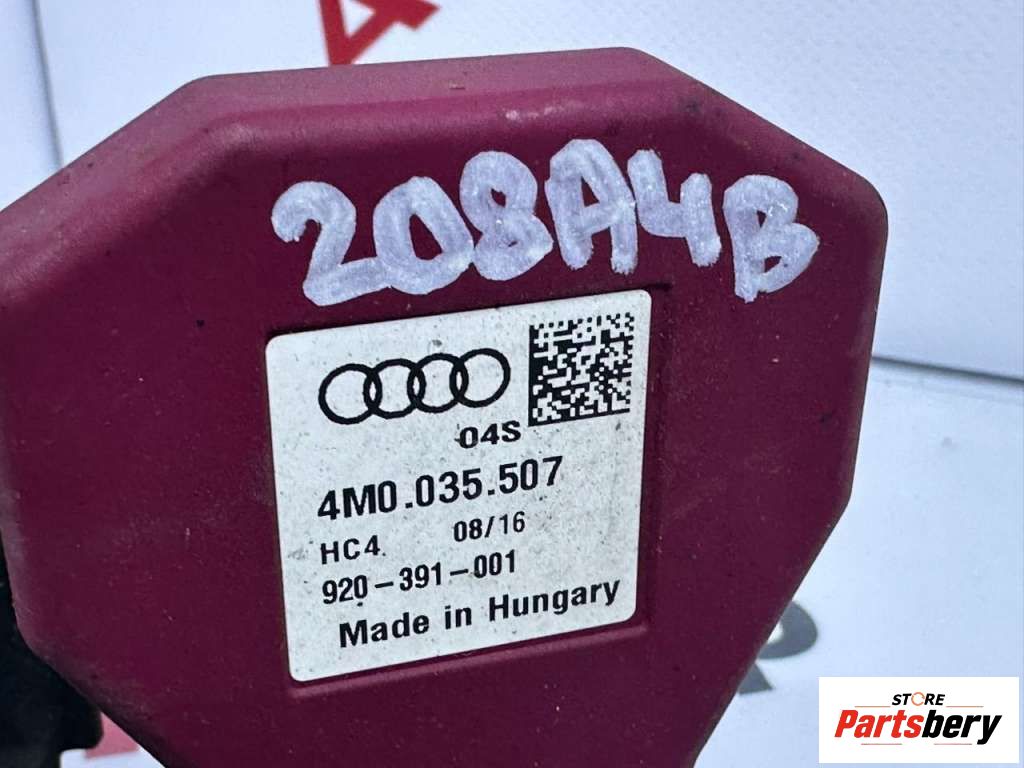 208A4B
04S
4M0.035.507
HC4 08/16
920-391-001
Made in Hungary
STORE
Partsbery